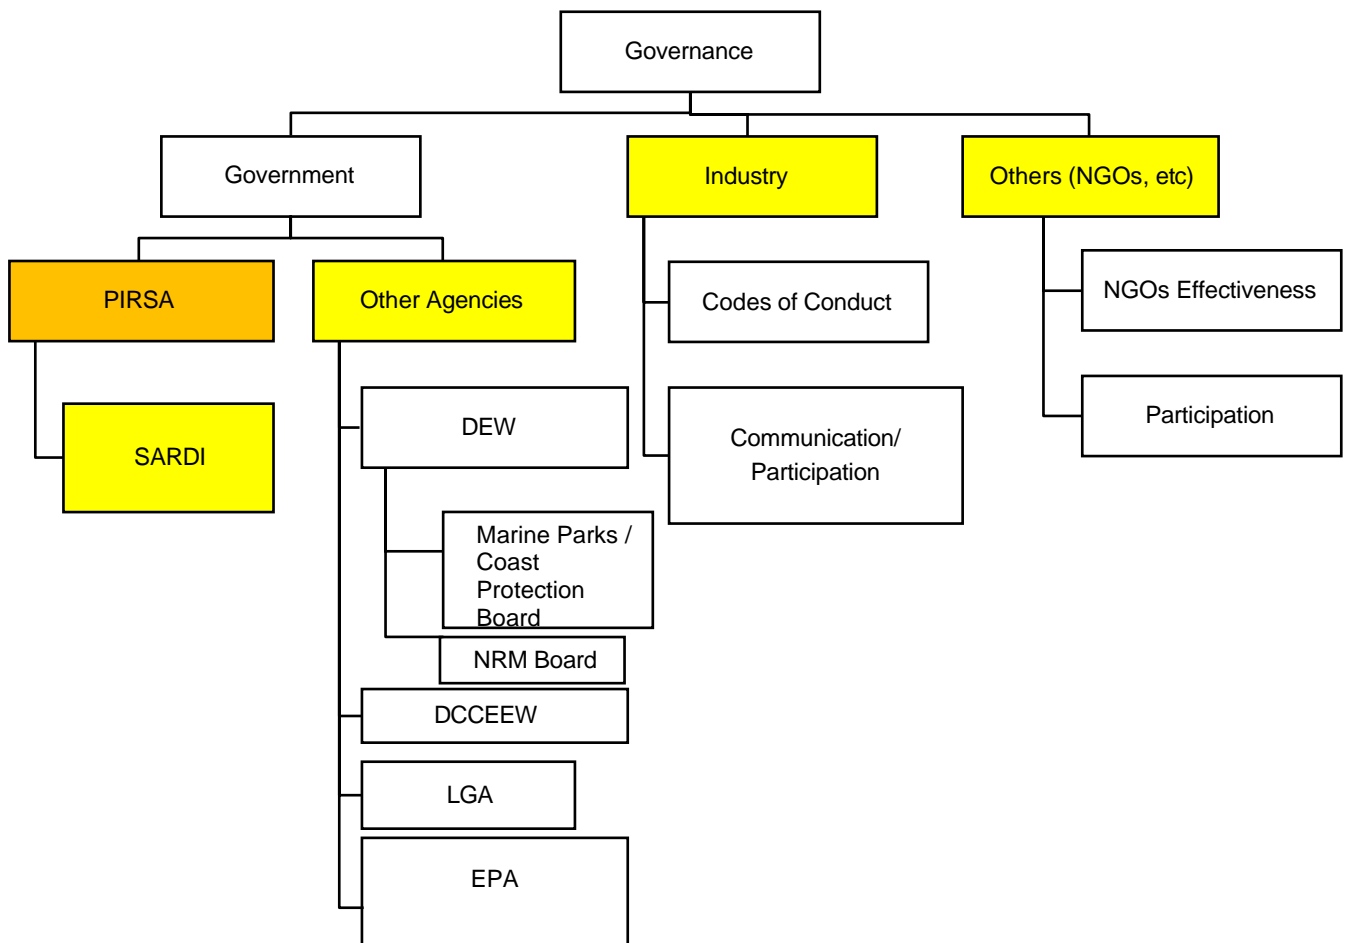 Governance
Government
Industry
Others (NGOs, etc)
PIRSA
Other Agencies
Codes of Conduct
NGOs Effectiveness
SARDI
DEW
Communication/
Participation
Participation
Marine Parks /
Coast
Protection
Board
NRM Board
DCCEEW
LGA
EPA